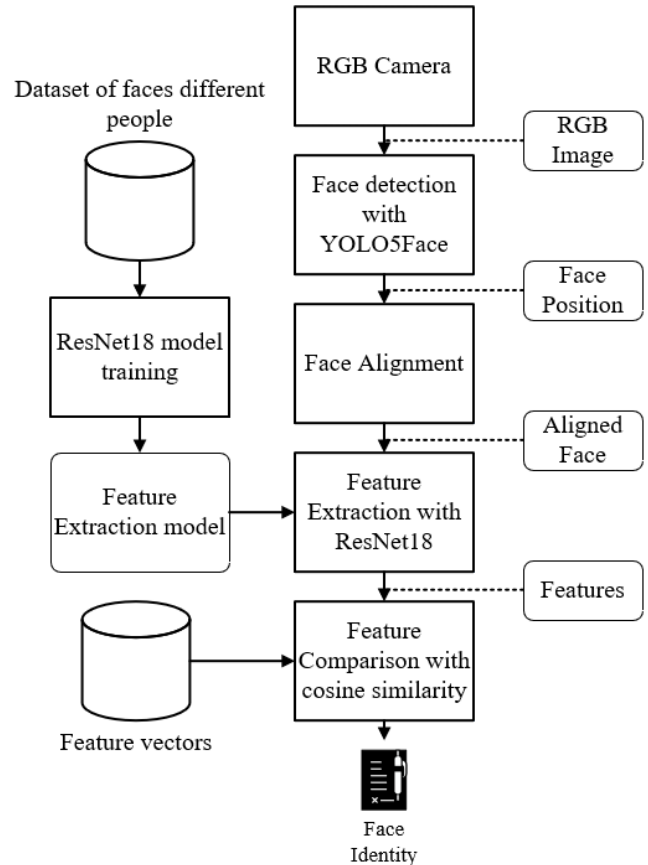 RGB Camera
Dataset of faces different
people
RGB
Image
Face detection
with
YOLO5Face
Face
Position
ResNet18 model
training
Face Alignment
Aligned
Face
Feature
Extraction model
Feature
Extraction with
ResNet18
Features
Feature
Comparison with
cosine similarity
Feature vectors
Face
Identity